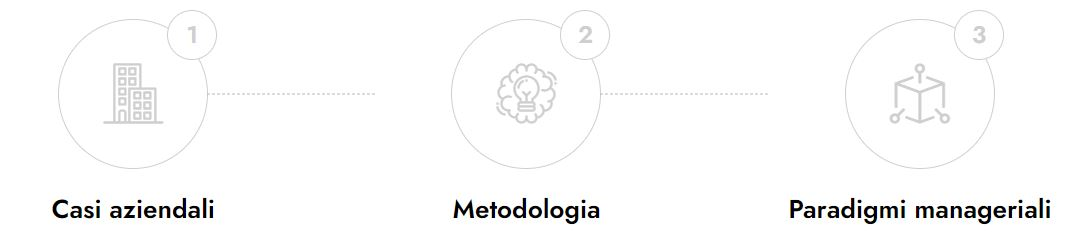 1
2
3
Casi aziendali
Metodologia
Paradigmi manageriali